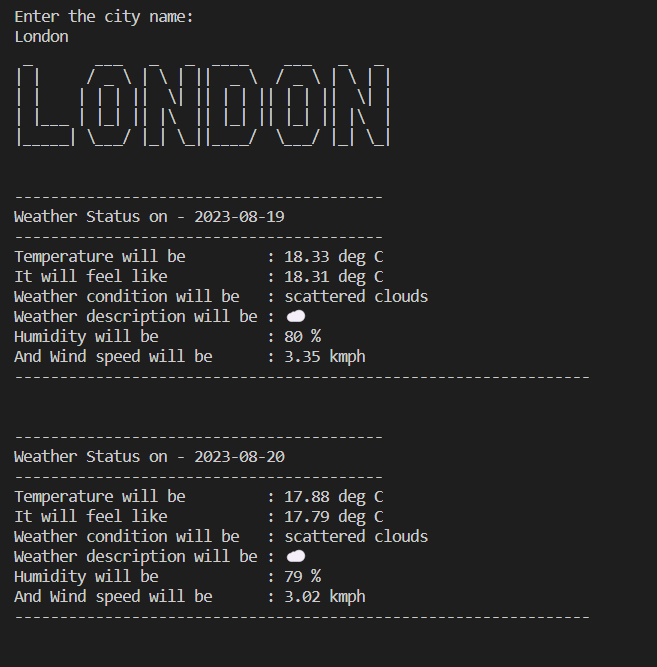 Enter the city name:
London
LONDON
----------------------------------------
Weather Status on - 2023-08-19
----------------------------------------
Temperature will be         : 18.33 deg C
It will feel like           : 18.31 deg C
Weather condition will be   : scattered clouds
Weather description will be : ☁
Humidity will be            : 80 %
And Wind speed will be      : 3.35 kmph
----------------------------------------------------------------
----------------------------------------
Weather Status on - 2023-08-20
----------------------------------------
Temperature will be         : 17.88 deg C
It will feel like           : 17.79 deg C
Weather condition will be   : scattered clouds
Weather description will be : ☁
Humidity will be            : 79 %
And Wind speed will be      : 3.02 kmph
----------------------------------------------------------------